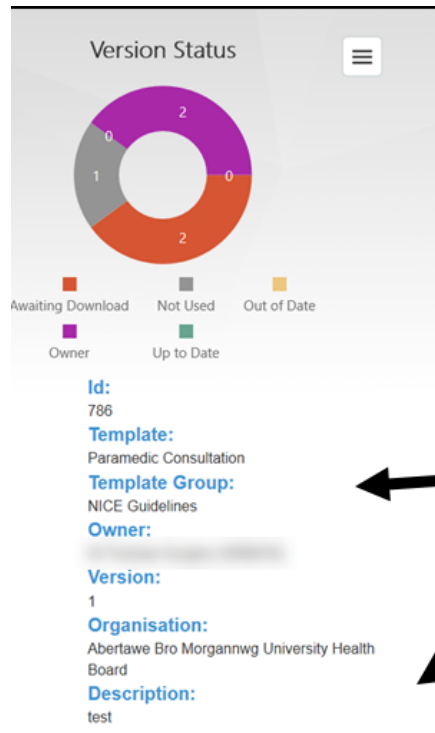 Version Status
2
0
1
0
2
Awaiting Download
Not Used
Out of Date
Owner
Up to Date
Id:
786
Template:
Paramedic Consultation
Template Group:
NICE Guidelines
Owner:
Version:
1
Organisation:
Abertawe Bro Morgannwg University Health
Board
Description:
test